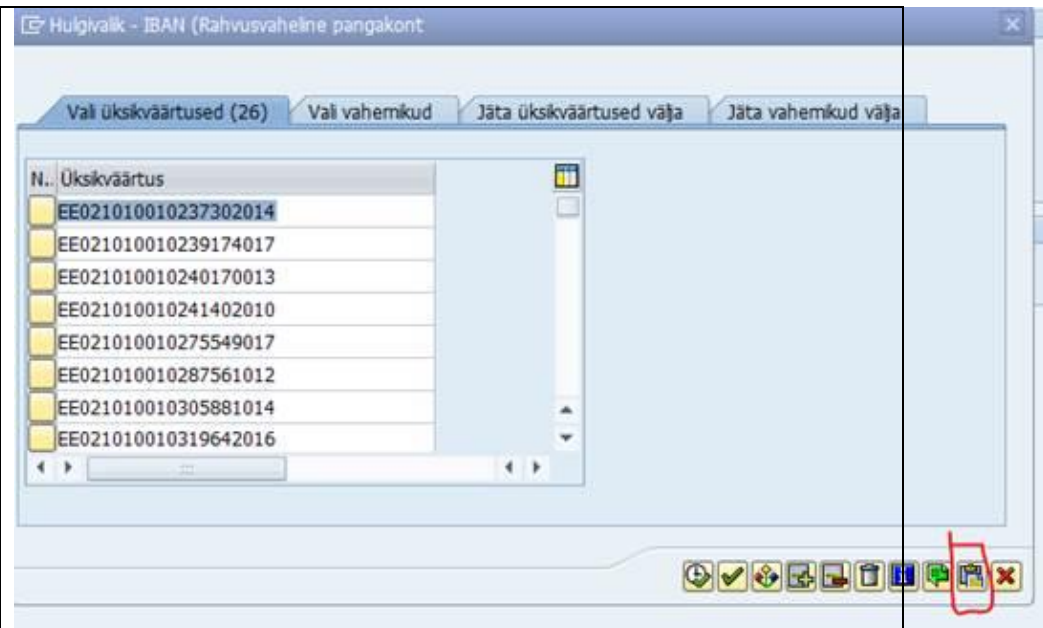 Hulgivalik - IBAN (Rahvusvaheline pangakont
Vali üksikväärtused (26) Vali vahemikud Jäta üksikväärtused välja Jäta vahemikud välja
N.. Üksikväärtus
EE021010010237302014
EE021010010239174017
EE021010010240170013
EE021010010241402010
EE021010010275549017
EE021010010287561012
EE021010010305881014
EE021010010319642016